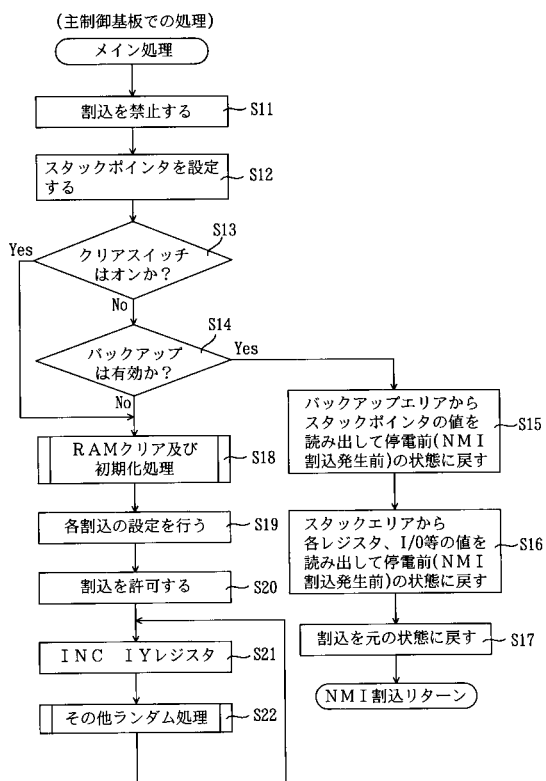 (主制御基板での処理)
メイン処理
割込を禁止する
S11
スタックポインタを設定
する
S12
クリアスイッチ
はオンか?
S13
Yes
No
バックアップ
は有効か?
S14
Yes
No
バックアップエリアから
スタックポインタの値を
読み出して停電前(NMI
割込発生前)の状態に戻す
S15
RAMクリア及び
初期化処理
S18
各割込の設定を行う
S19
スタックエリアから
各レジスタ、I/O等の値を
読み出して停電前(NMI
割込発生前)の状態に戻す
S16
割込を許可する
S20
割込を元の状態に戻す
S17
INC IYレジスタ
S21
NMI割込リターン
その他ランダム処理
S22